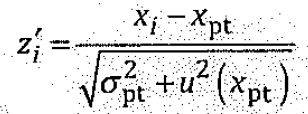 z′ᵢ = (xᵢ − x_pt) / √(σ²_pt + u²(x_pt))